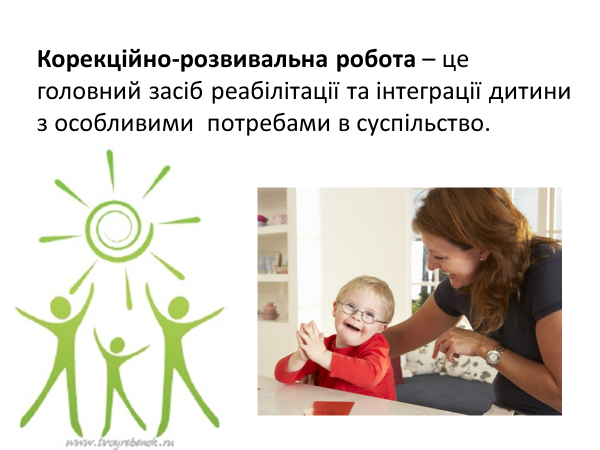 Корекційно-розвивальна робота – це
головний засіб реабілітації та інтеграції дитини
з особливими потребами в суспільство.
www.tvoyrebenok.ru